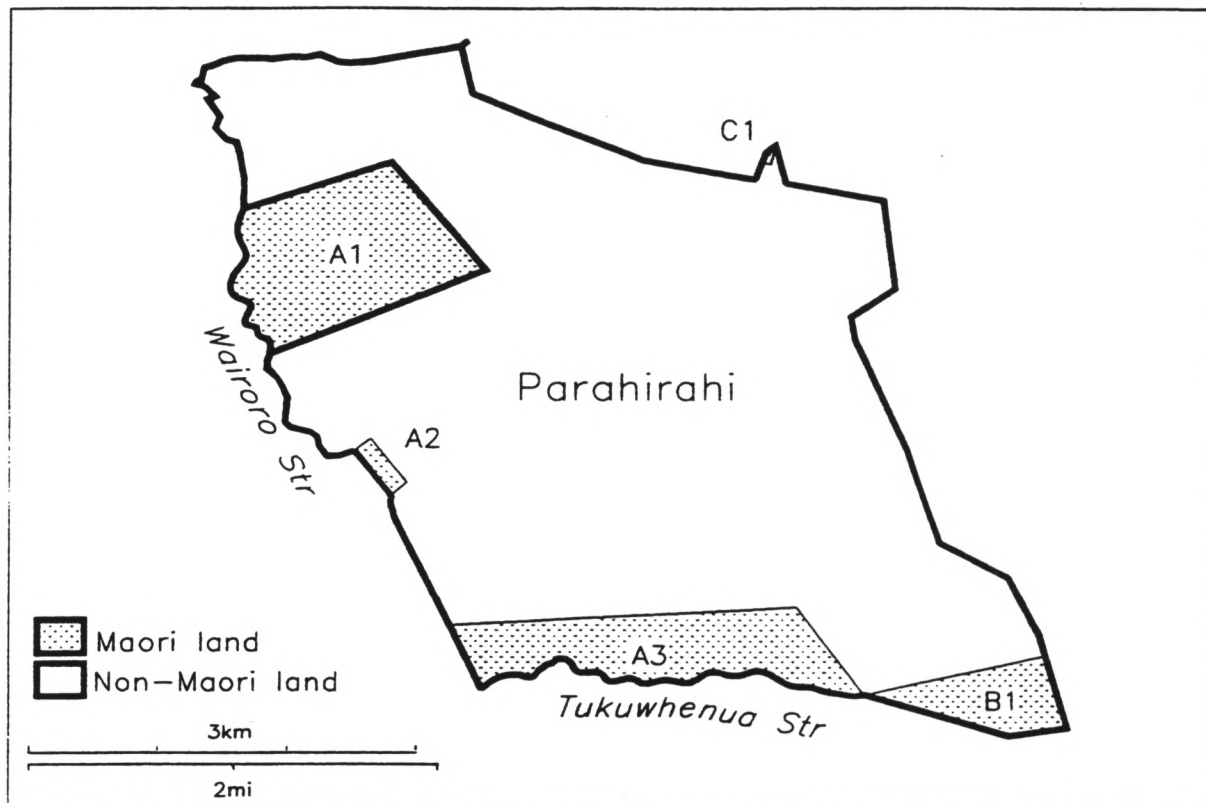 C1
A1
Wairoro Str
Parahirahi
A2
Maori land
Non-Maori land
A3
B1
Tukuwhenua Str
3km
2mi